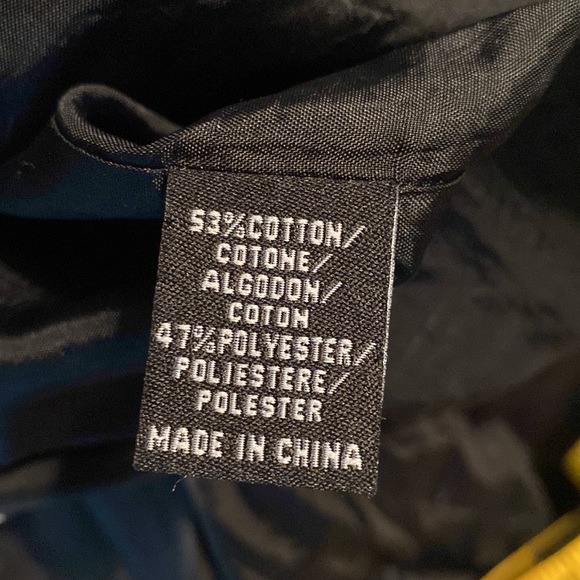 53%COTTON/
COTONE/
ALGODON/
COTON
47%POLYESTER/
POLIESTERE/
POLESTER
MADE IN CHINA